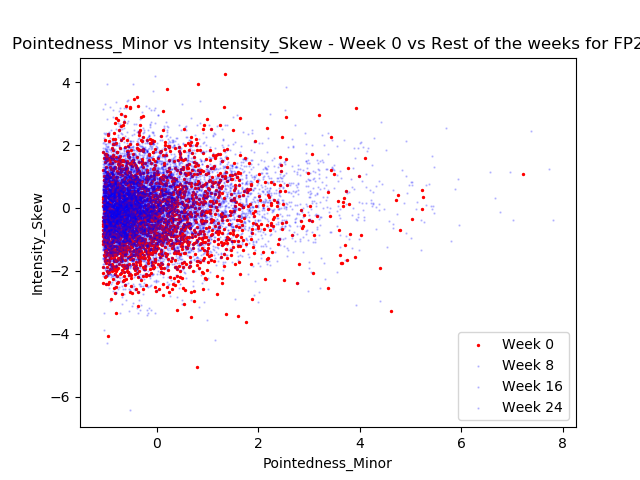 Pointedness_Minor vs Intensity_Skew - Week 0 vs Rest of the weeks for FP2
4
2
0
−2
−4
−6
Intensity_Skew
Week 0
Week 8
Week 16
Week 24
0 2 4 6 8
Pointedness_Minor